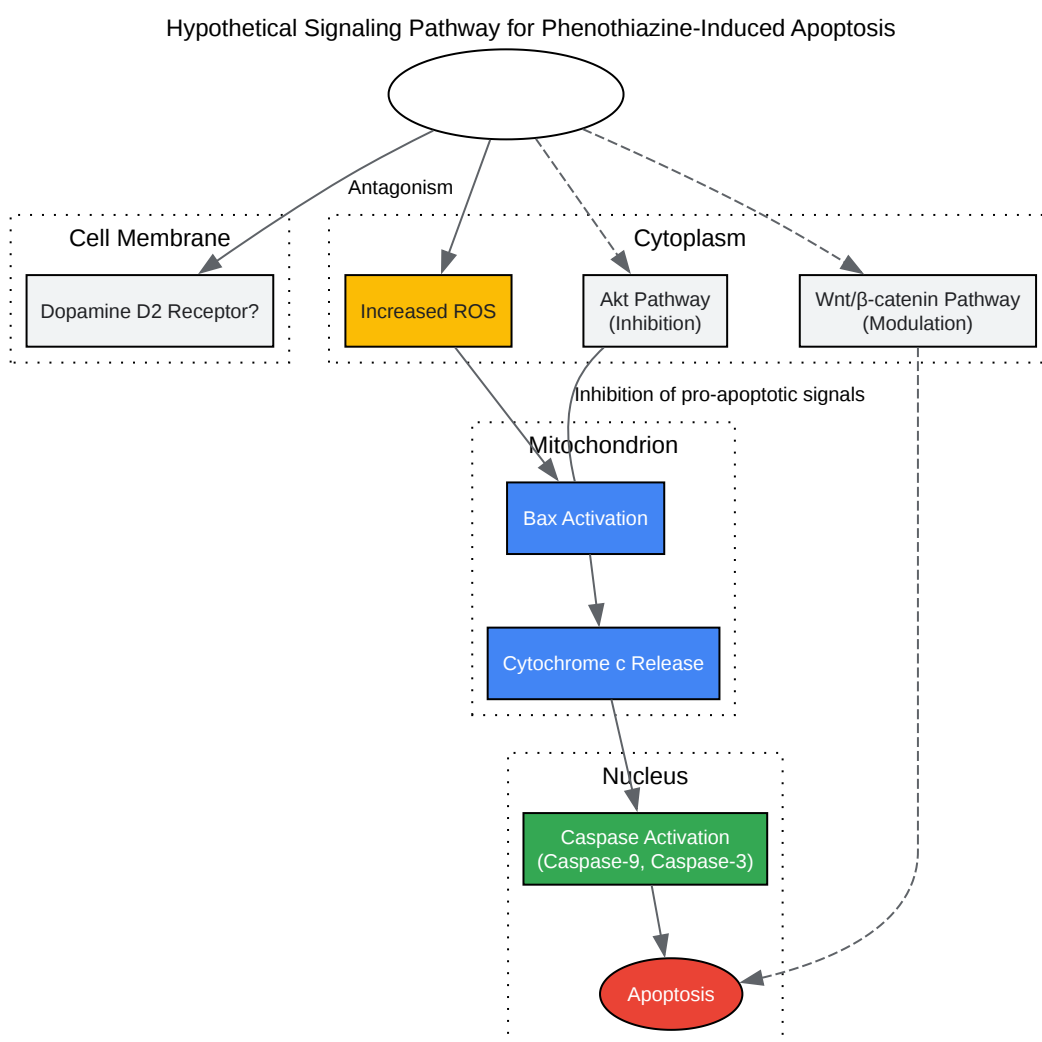 Hypothetical Signaling Pathway for Phenothiazine-Induced Apoptosis
Antagonism
Cell Membrane
Cytoplasm
Dopamine D2 Receptor?
Increased ROS
Akt Pathway
(Inhibition)
Wnt/β-catenin Pathway
(Modulation)
Inhibition of pro-apoptotic signals
Mitochondrion
Bax Activation
Cytochrome c Release
Nucleus
Caspase Activation
(Caspase-9, Caspase-3)
Apoptosis